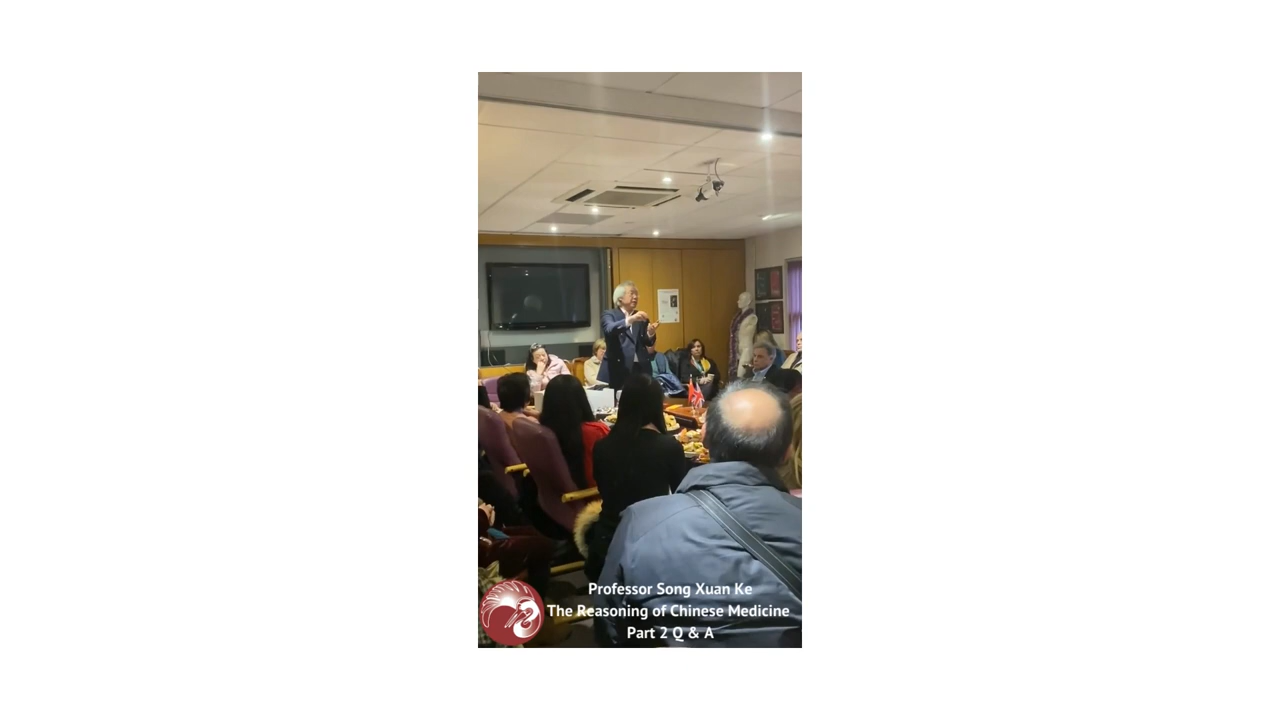 Professor Song Xuan Ke
The Reasoning of Chinese Medicine
Part 2 Q & A